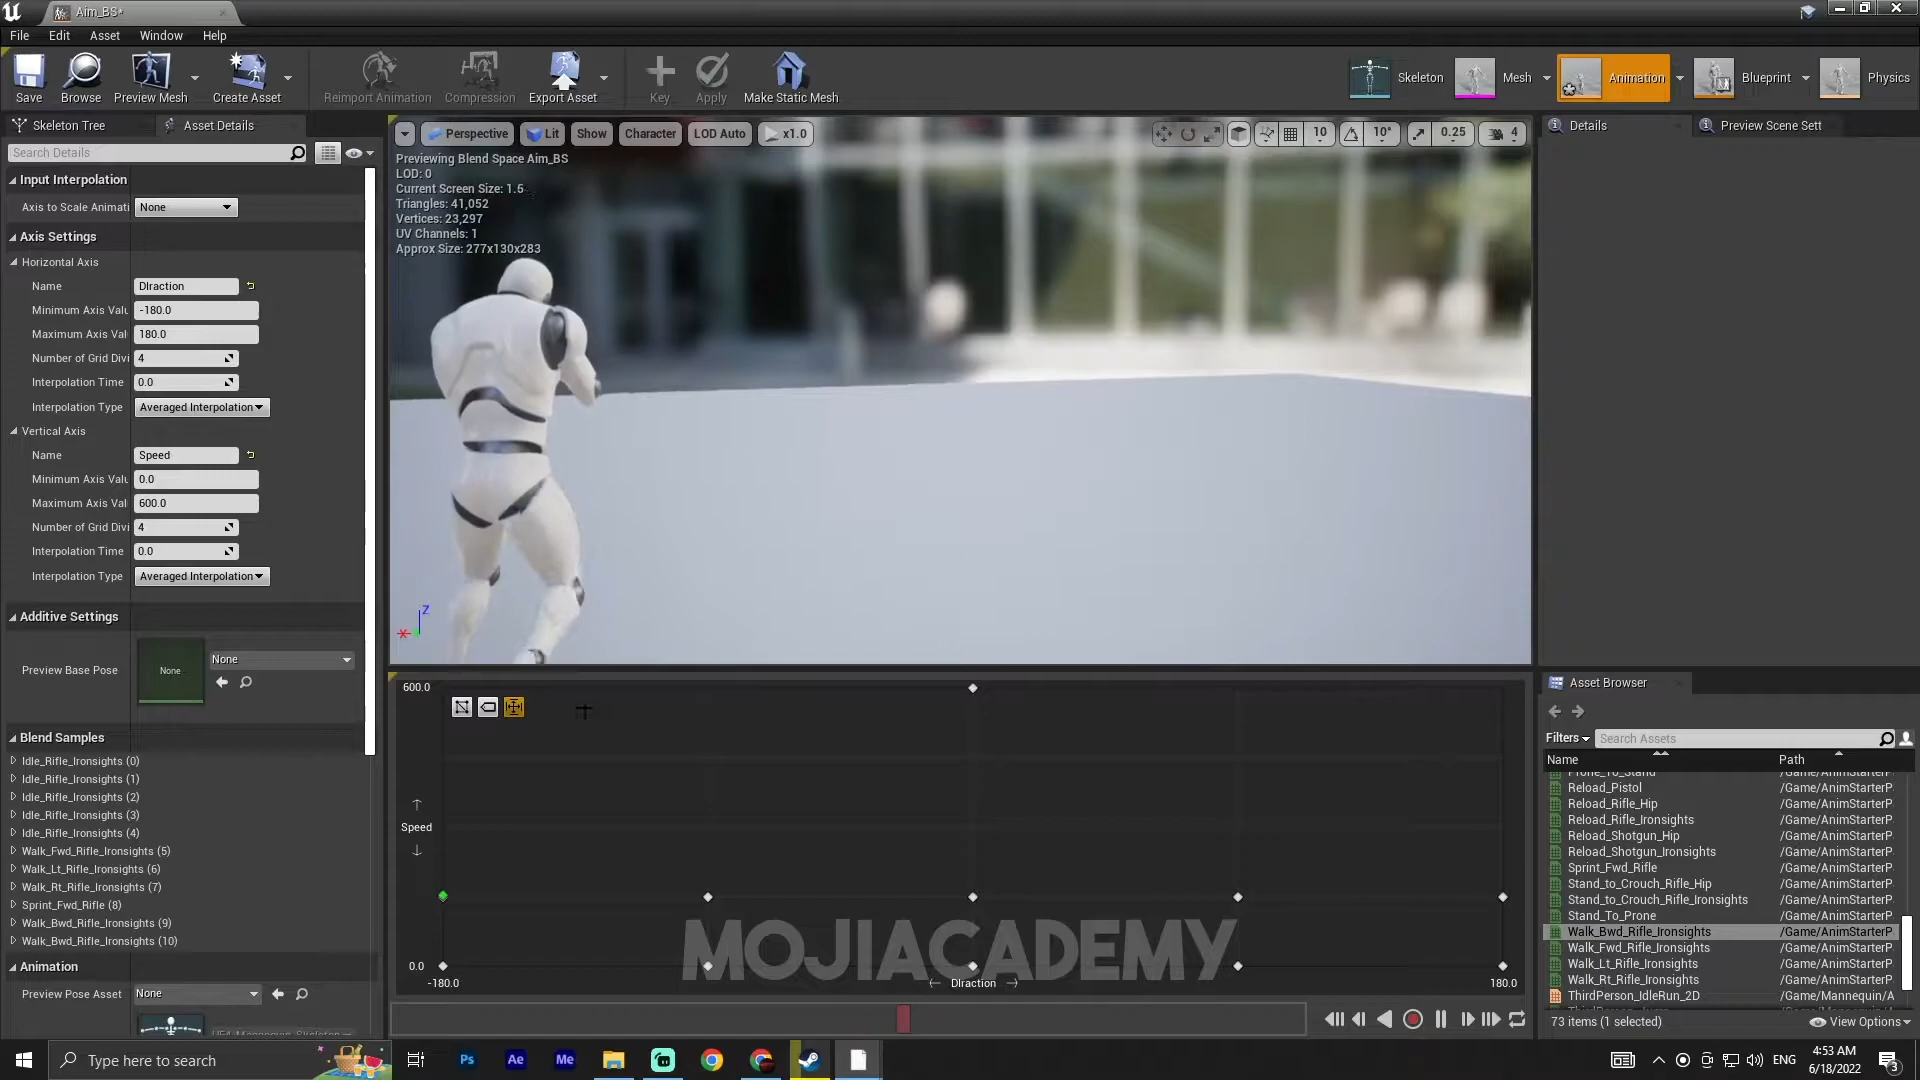 Aim_BS*
File Edit Asset Window Help
Save Browse Preview Mesh Create Asset Reimport Animation Compression Export Asset Key Apply Make Static Mesh
Skeleton Mesh Animation Blueprint Physics
Skeleton Tree Asset Details
Search Details
Input Interpolation
Axis to Scale Animati None
Axis Settings
Horizontal Axis
Name DIraction
Minimum Axis Valu -180.0
Maximum Axis Val 180.0
Number of Grid Divi 4
Interpolation Time 0.0
Interpolation Type Averaged Interpolation
Vertical Axis
Name Speed
Minimum Axis Valu 0.0
Maximum Axis Val 600.0
Number of Grid Divi 4
Interpolation Time 0.0
Interpolation Type Averaged Interpolation
Additive Settings
Preview Base Pose None None
Blend Samples
Idle_Rifle_Ironsights (0)
Idle_Rifle_Ironsights (1)
Idle_Rifle_Ironsights (2)
Idle_Rifle_Ironsights (3)
Idle_Rifle_Ironsights (4)
Walk_Fwd_Rifle_Ironsights (5)
Walk_Lt_Rifle_Ironsights (6)
Walk_Rt_Rifle_Ironsights (7)
Sprint_Fwd_Rifle (8)
Walk_Bwd_Rifle_Ironsights (9)
Walk_Bwd_Rifle_Ironsights (10)
Animation
Preview Pose Asset None
Perspective Lit Show Character LOD Auto x1.0 10 10° 0.25 4
Previewing Blend Space Aim_BS
LOD: 0
Current Screen Size: 1.5
Triangles: 41,052
Vertices: 23,297
UV Channels: 1
Approx Size: 277x130x283
Z
600.0
Speed
0.0
-180.0 DIraction 180.0
MOJIACADEMY
Details Preview Scene Sett
Asset Browser
Filters Search Assets
Name Path
Prone_To_Stand /Game/AnimStarterP
Reload_Pistol /Game/AnimStarterP
Reload_Rifle_Hip /Game/AnimStarterP
Reload_Rifle_Ironsights /Game/AnimStarterP
Reload_Shotgun_Hip /Game/AnimStarterP
Reload_Shotgun_Ironsights /Game/AnimStarterP
Sprint_Fwd_Rifle /Game/AnimStarterP
Stand_to_Crouch_Rifle_Hip /Game/AnimStarterP
Stand_to_Crouch_Rifle_Ironsights /Game/AnimStarterP
Stand_To_Prone /Game/AnimStarterP
Walk_Bwd_Rifle_Ironsights /Game/AnimStarterP
Walk_Fwd_Rifle_Ironsights /Game/AnimStarterP
Walk_Lt_Rifle_Ironsights /Game/AnimStarterP
Walk_Rt_Rifle_Ironsights /Game/AnimStarterP
ThirdPerson_IdleRun_2D /Game/Mannequin/A
73 items (1 selected) View Options
Type here to search Ps Ae Me ENG 4:53 AM
6/18/2022 3